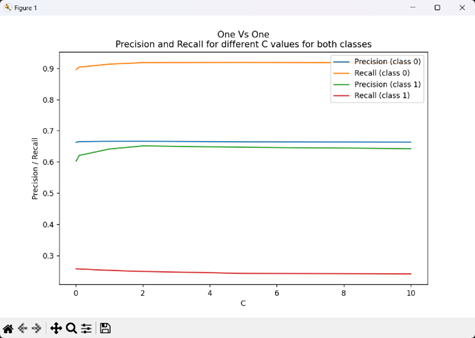 Figure 1
One Vs One
Precision and Recall for different C values for both classes
Precision (class 0)
Recall (class 0)
Precision (class 1)
Recall (class 1)
Precision / Recall
0.9
0.8
0.7
0.6
0.5
0.4
0.3
0 2 4 6 8 10
C